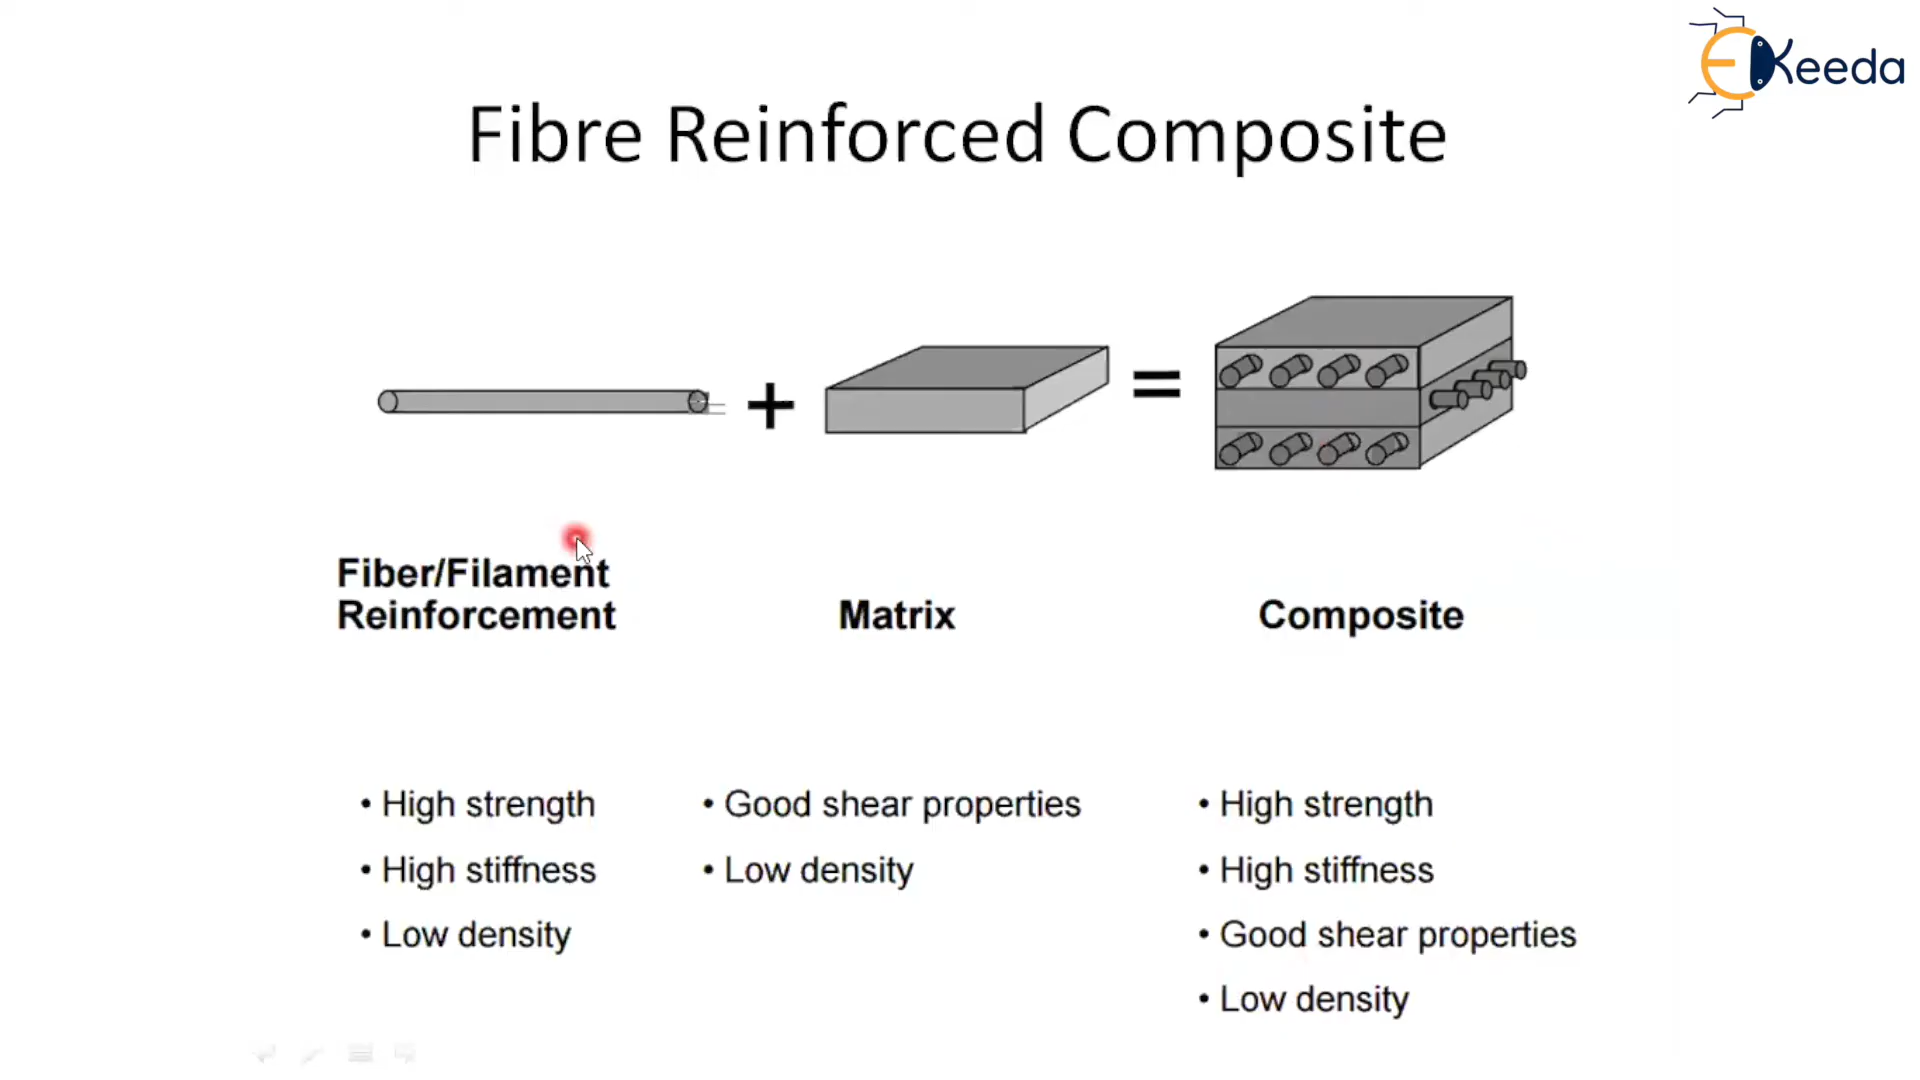 EKeeda
Fibre Reinforced Composite
+
=
Fiber/Filament
Reinforcement
Matrix
Composite
• High strength
• High stiffness
• Low density
• Good shear properties
• Low density
• High strength
• High stiffness
• Good shear properties
• Low density